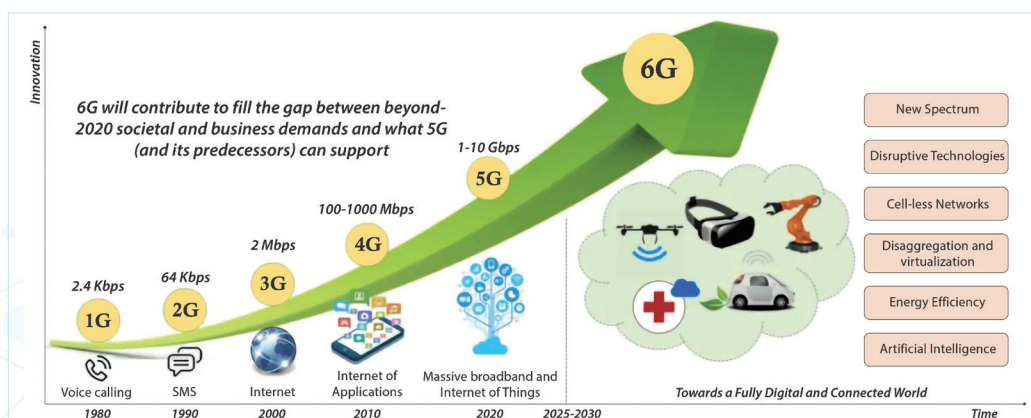 Innovation
6G will contribute to fill the gap between beyond-
2020 societal and business demands and what 5G
(and its predecessors) can support
2.4 Kbps
1G
Voice calling
1980
64 Kbps
2G
SMS
1990
2 Mbps
3G
Internet
2000
100-1000 Mbps
4G
Internet of
Applications
2010
1-10 Gbps
5G
Massive broadband and
Internet of Things
2020
6G
2025-2030
Towards a Fully Digital and Connected World
Time
New Spectrum
Disruptive Technologies
Cell-less Networks
Disaggregation and
virtualization
Energy Efficiency
Artificial Intelligence